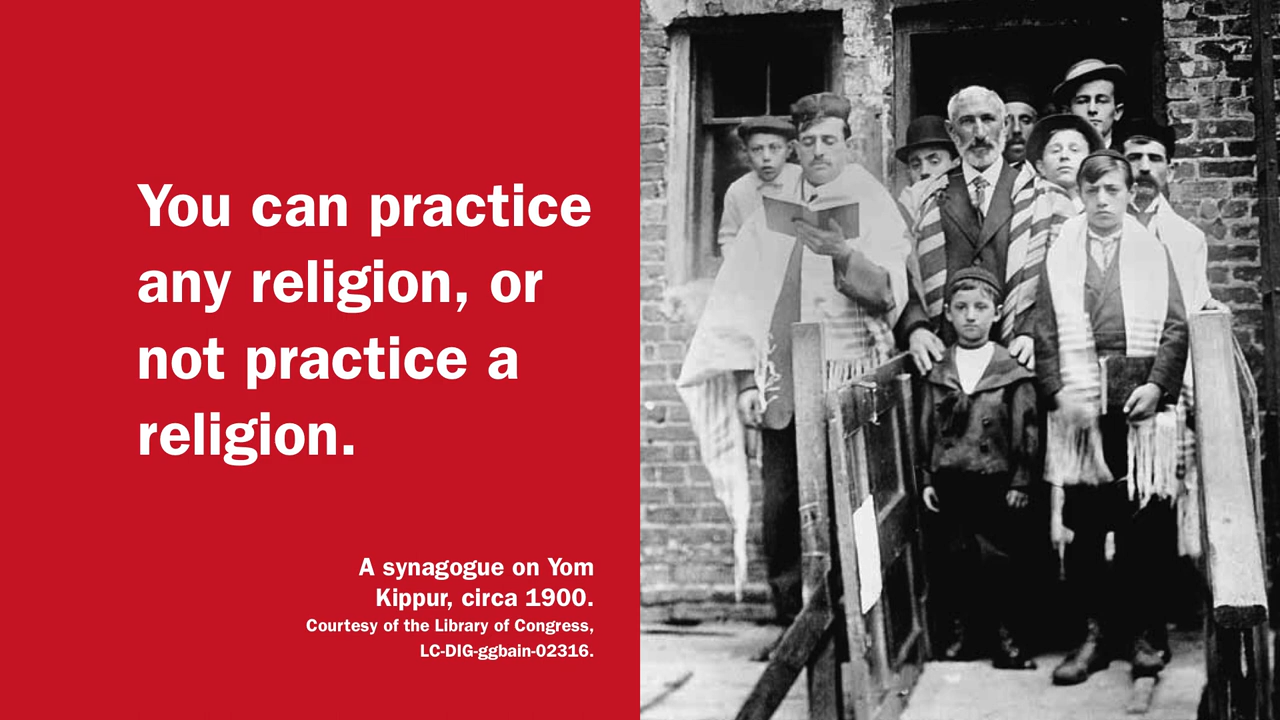 You can practice
any religion, or
not practice a
religion.
A synagogue on Yom
Kippur, circa 1900.
Courtesy of the Library of Congress,
LC-DIG-ggbain-02316.